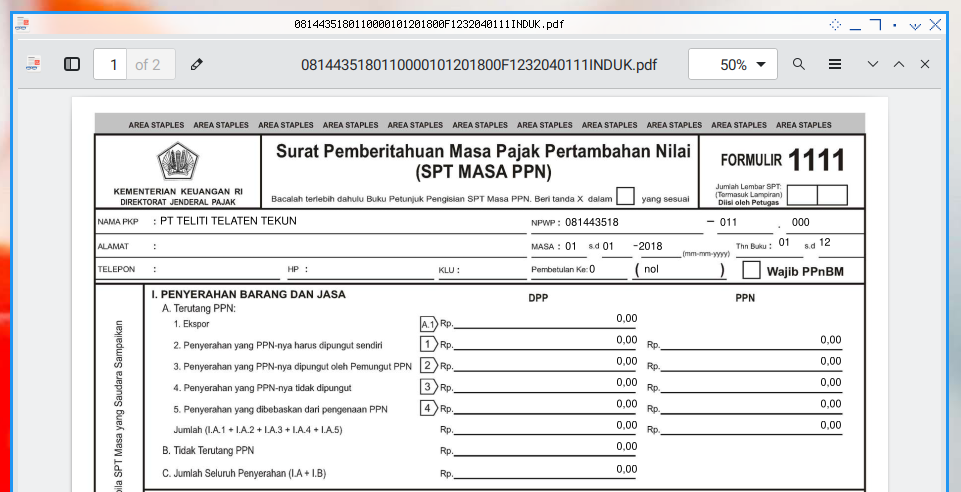 0814435180110000101201800F1232040111INDUK.pdf
1 of 2 0814435180110000101201800F1232040111INDUK.pdf 50%
AREA STAPLES AREA STAPLES AREA STAPLES AREA STAPLES AREA STAPLES AREA STAPLES AREA STAPLES AREA STAPLES AREA STAPLES AREA STAPLES AREA STAPLES
KEMENTERIAN KEUANGAN RI
DIREKTORAT JENDERAL PAJAK
Surat Pemberitahuan Masa Pajak Pertambahan Nilai
(SPT MASA PPN)
Bacalah terlebih dahulu Buku Petunjuk Pengisian SPT Masa PPN. Beri tanda X dalam yang sesuai
FORMULIR 1111
Jumlah Lembar SPT:
(Termasuk Lampiran)
Diisi oleh Petugas
NAMA PKP : PT TELITI TELATEN TEKUN NPWP : 081443518 – 011 . 000
ALAMAT : MASA : 01 s.d 01 -2018 (mm-mm-yyyy) Thn Buku : 01 s.d 12
TELEPON : HP : KLU : Pembetulan Ke: 0 ( nol ) Wajib PPnBM
I. PENYERAHAN BARANG DAN JASA DPP PPN
A. Terutang PPN:
1. Ekspor A.1 Rp. 0,00
2. Penyerahan yang PPN-nya harus dipungut sendiri 1 Rp. 0,00 Rp. 0,00
3. Penyerahan yang PPN-nya dipungut oleh Pemungut PPN 2 Rp. 0,00 Rp. 0,00
4. Penyerahan yang PPN-nya tidak dipungut 3 Rp. 0,00 Rp. 0,00
5. Penyerahan yang dibebaskan dari pengenaan PPN 4 Rp. 0,00 Rp. 0,00
Jumlah (I.A.1 + I.A.2 + I.A.3 + I.A.4 + I.A.5) Rp. 0,00 Rp. 0,00
B. Tidak Terutang PPN Rp. 0,00
C. Jumlah Seluruh Penyerahan (I.A + I.B) Rp. 0,00
SPT Masa yang Saudara Sampaikan